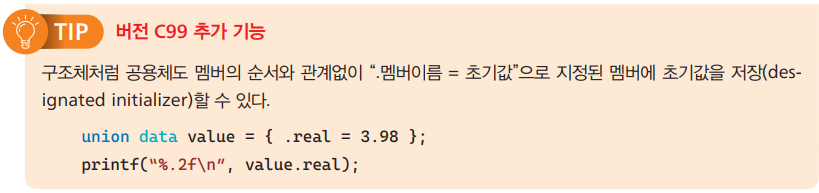 TIP 버전 C99 추가 기능
구조체처럼 공용체도 멤버의 순서와 관계없이 “.멤버이름 = 초기값”으로 지정된 멤버에 초기값을 저장(des-
ignated initializer)할 수 있다.
union data value = { .real = 3.98 };
printf(“%.2f\n”, value.real);